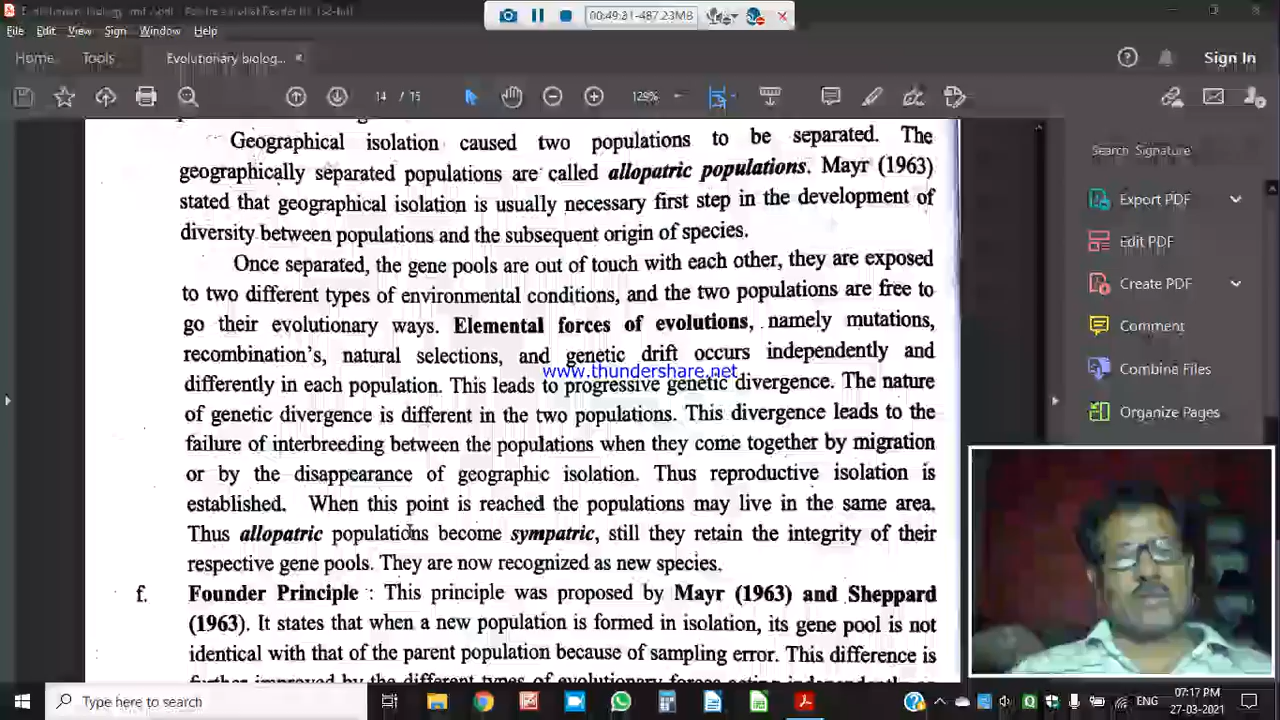 00:49:31-487.23MB
File Edit View Sign Window Help
Home Tools Evolutionary biolog... × Sign In
14 / 15 129%
Geographical isolation caused two populations to be separated. The
geographically separated populations are called allopatric populations. Mayr (1963)
stated that geographical isolation is usually necessary first step in the development of
diversity between populations and the subsequent origin of species.
Once separated, the gene pools are out of touch with each other, they are exposed
to two different types of environmental conditions, and the two populations are free to
go their evolutionary ways. Elemental forces of evolutions, namely mutations,
recombination's, natural selections, and genetic drift occurs independently and
www.thundershare.net
differently in each population. This leads to progressive genetic divergence. The nature
of genetic divergence is different in the two populations. This divergence leads to the
failure of interbreeding between the populations when they come together by migration
or by the disappearance of geographic isolation. Thus reproductive isolation is
established. When this point is reached the populations may live in the same area.
Thus allopatric populations become sympatric, still they retain the integrity of their
respective gene pools. They are now recognized as new species.
f. Founder Principle : This principle was proposed by Mayr (1963) and Sheppard
(1963). It states that when a new population is formed in isolation, its gene pool is not
identical with that of the parent population because of sampling error. This difference is
Search Signature
Export PDF
Edit PDF
Create PDF
Comment
Combine Files
Organize Pages
Type here to search
ENG
07:17 PM
27-03-2021